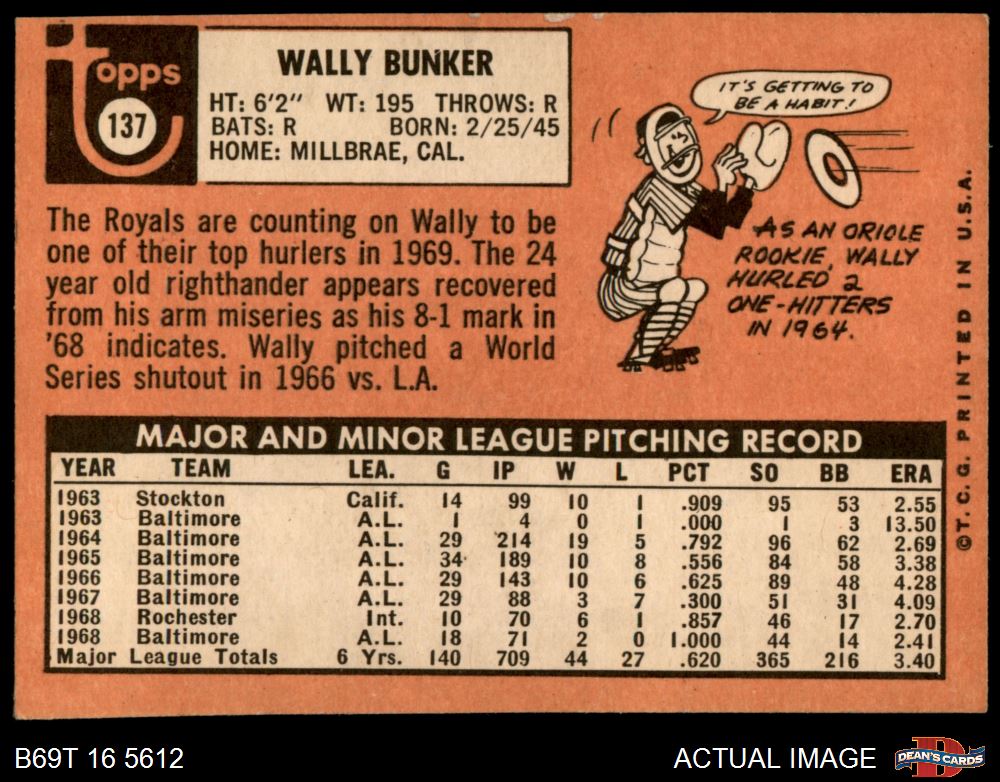 topps
137
WALLY BUNKER
HT: 6'2" WT: 195 THROWS: R
BATS: R BORN: 2/25/45
HOME: MILLBRAE, CAL.
The Royals are counting on Wally to be
one of their top hurlers in 1969. The 24
year old righthander appears recovered
from his arm miseries as his 8-1 mark in
'68 indicates. Wally pitched a World
Series shutout in 1966 vs. L.A.
IT'S GETTING TO
BE A HABIT!
AS AN ORIOLE
ROOKIE, WALLY
HURLED 2
ONE-HITTERS
IN 1964.
MAJOR AND MINOR LEAGUE PITCHING RECORD
YEAR TEAM LEA. G IP W L PCT SO BB ERA
1963 Stockton Calif. 14 99 10 1 .909 95 53 2.55
1963 Baltimore A.L. 1 4 0 1 .000 1 3 13.50
1964 Baltimore A.L. 29 214 19 5 .792 96 62 2.69
1965 Baltimore A.L. 34 189 10 8 .556 84 58 3.38
1966 Baltimore A.L. 29 143 10 6 .625 89 48 4.28
1967 Baltimore A.L. 29 88 3 7 .300 51 31 4.09
1968 Rochester Int. 10 70 6 1 .857 46 17 2.70
1968 Baltimore A.L. 18 71 2 0 1.000 44 14 2.41
Major League Totals 6 Yrs. 140 709 44 27 .620 365 216 3.40
©T.C.G. PRINTED IN U.S.A.
B69T 16 5612
ACTUAL IMAGE
D
DEAN'S CARDS